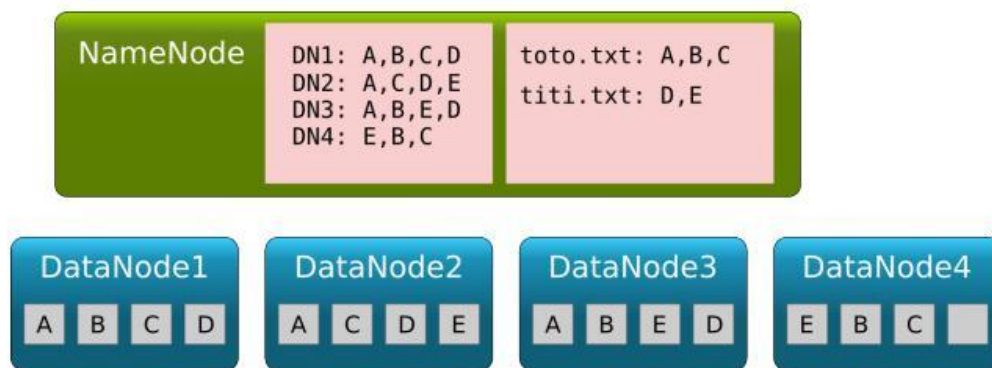 NameNode
DN1: A,B,C,D
DN2: A,C,D,E
DN3: A,B,E,D
DN4: E,B,C
toto.txt: A,B,C
titi.txt: D,E
DataNode1
A B C D
DataNode2
A C D E
DataNode3
A B E D
DataNode4
E B C